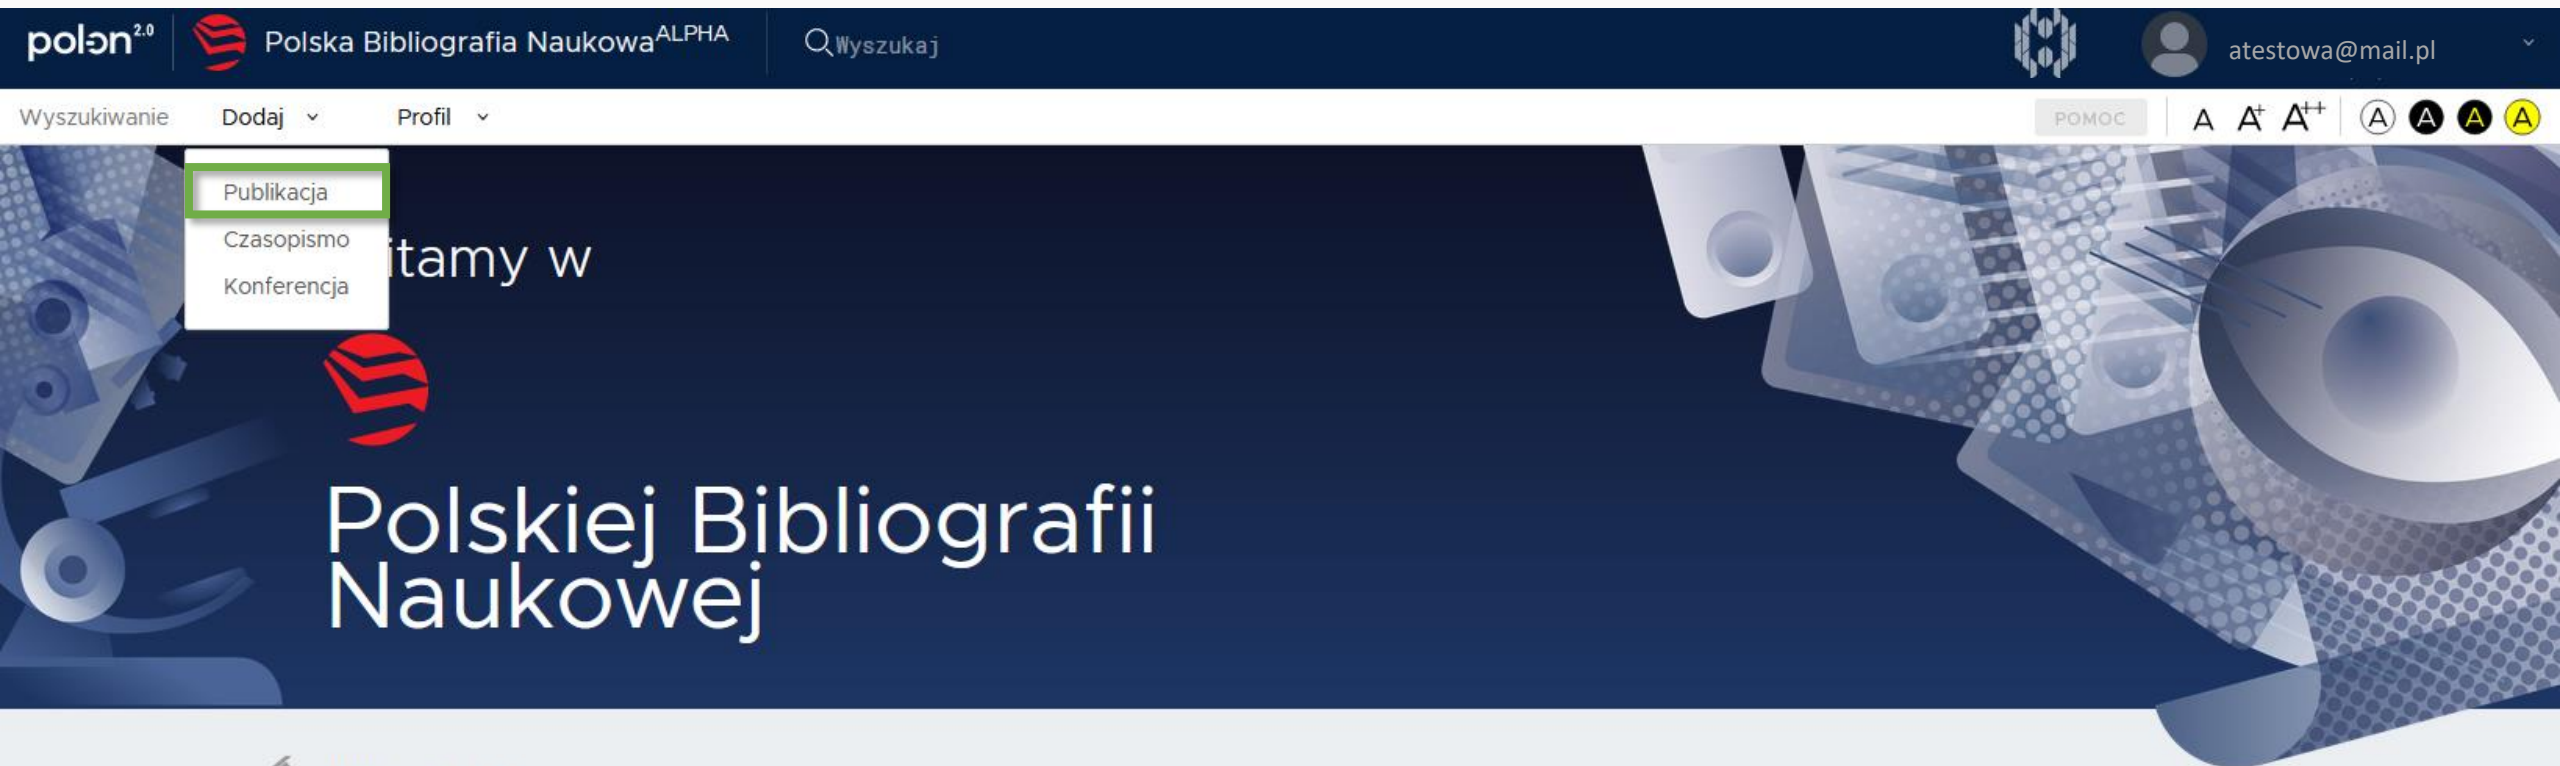 polon2.0 Polska Bibliografia NaukowaALPHA Wyszukaj atestowa@mail.pl
Wyszukiwanie Dodaj Profil POMOC A A+ A++ A A A A
Publikacja
Czasopismo
Konferencja
itamy w
Polskiej Bibliografii
Naukowej